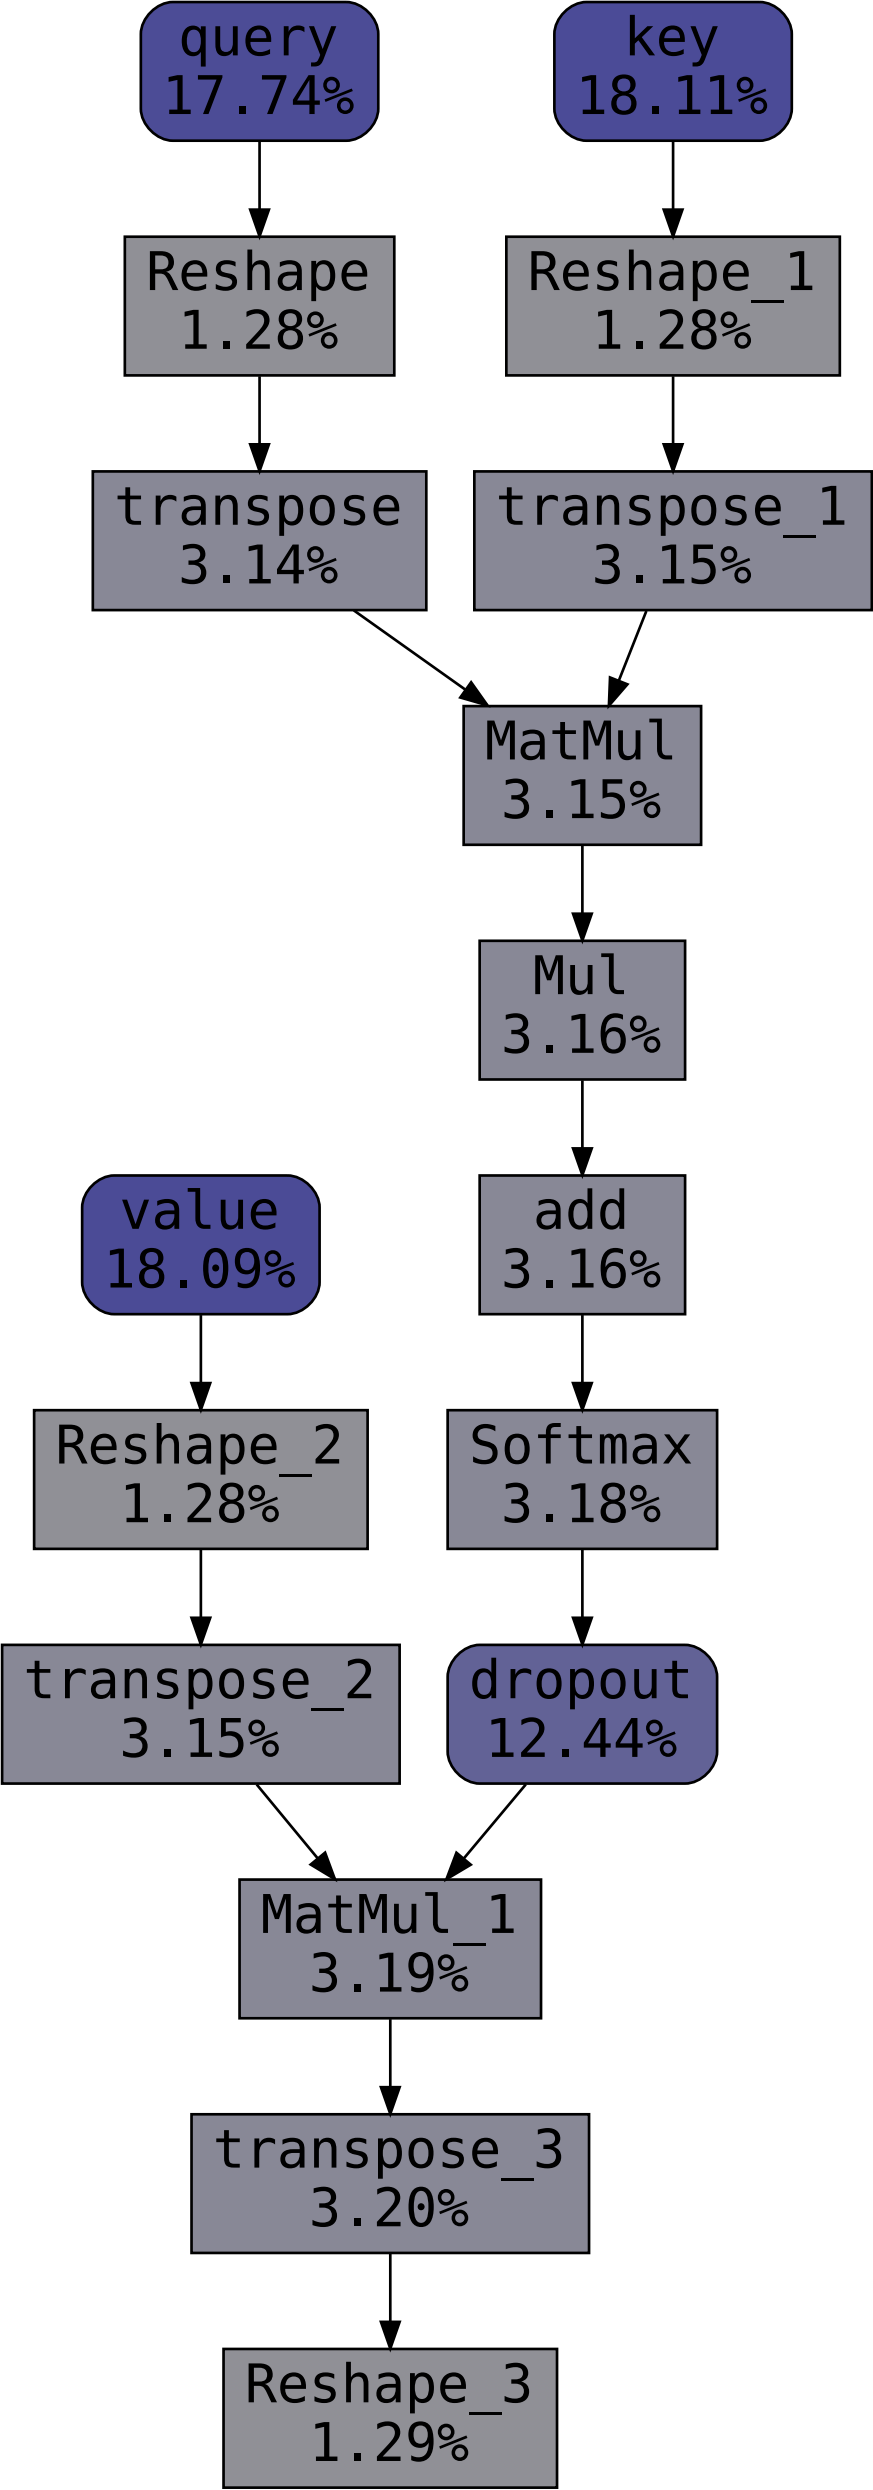 query
17.74%
key
18.11%
Reshape
1.28%
Reshape_1
1.28%
transpose
3.14%
transpose_1
3.15%
MatMul
3.15%
Mul
3.16%
add
3.16%
value
18.09%
Softmax
3.18%
Reshape_2
1.28%
dropout
12.44%
transpose_2
3.15%
MatMul_1
3.19%
transpose_3
3.20%
Reshape_3
1.29%